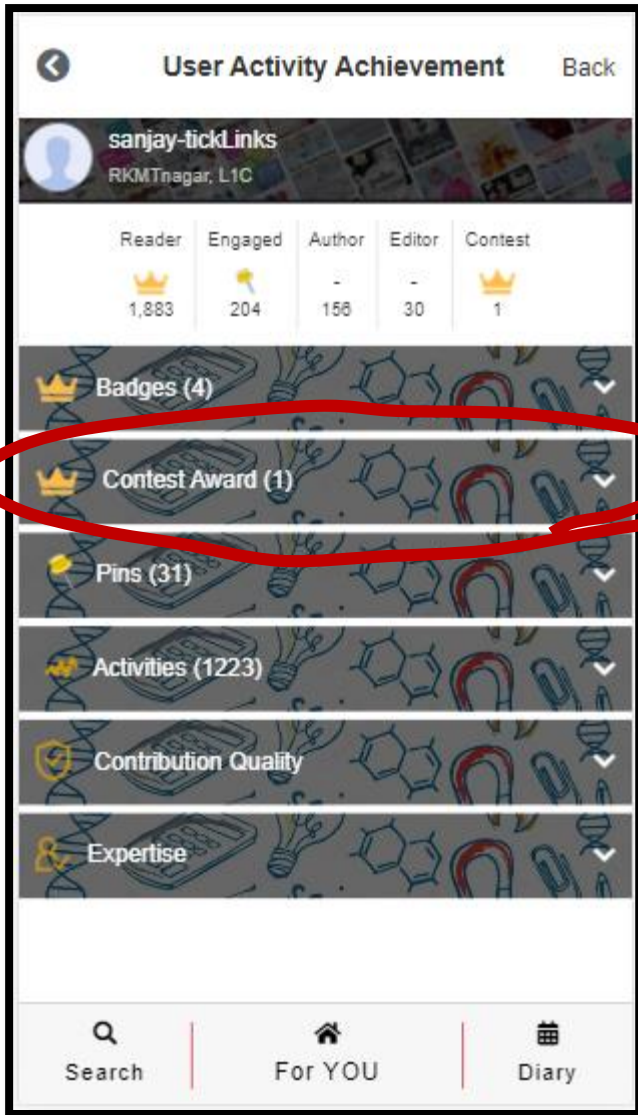 User Activity Achievement Back
sanjay-tickLinks
RKMTnagar, L1C
Reader Engaged Author Editor Contest
- -
1,883 204 156 30 1
Badges (4)
Contest Award (1)
Pins (31)
Activities (1223)
Contribution Quality
Expertise
Search For YOU Diary